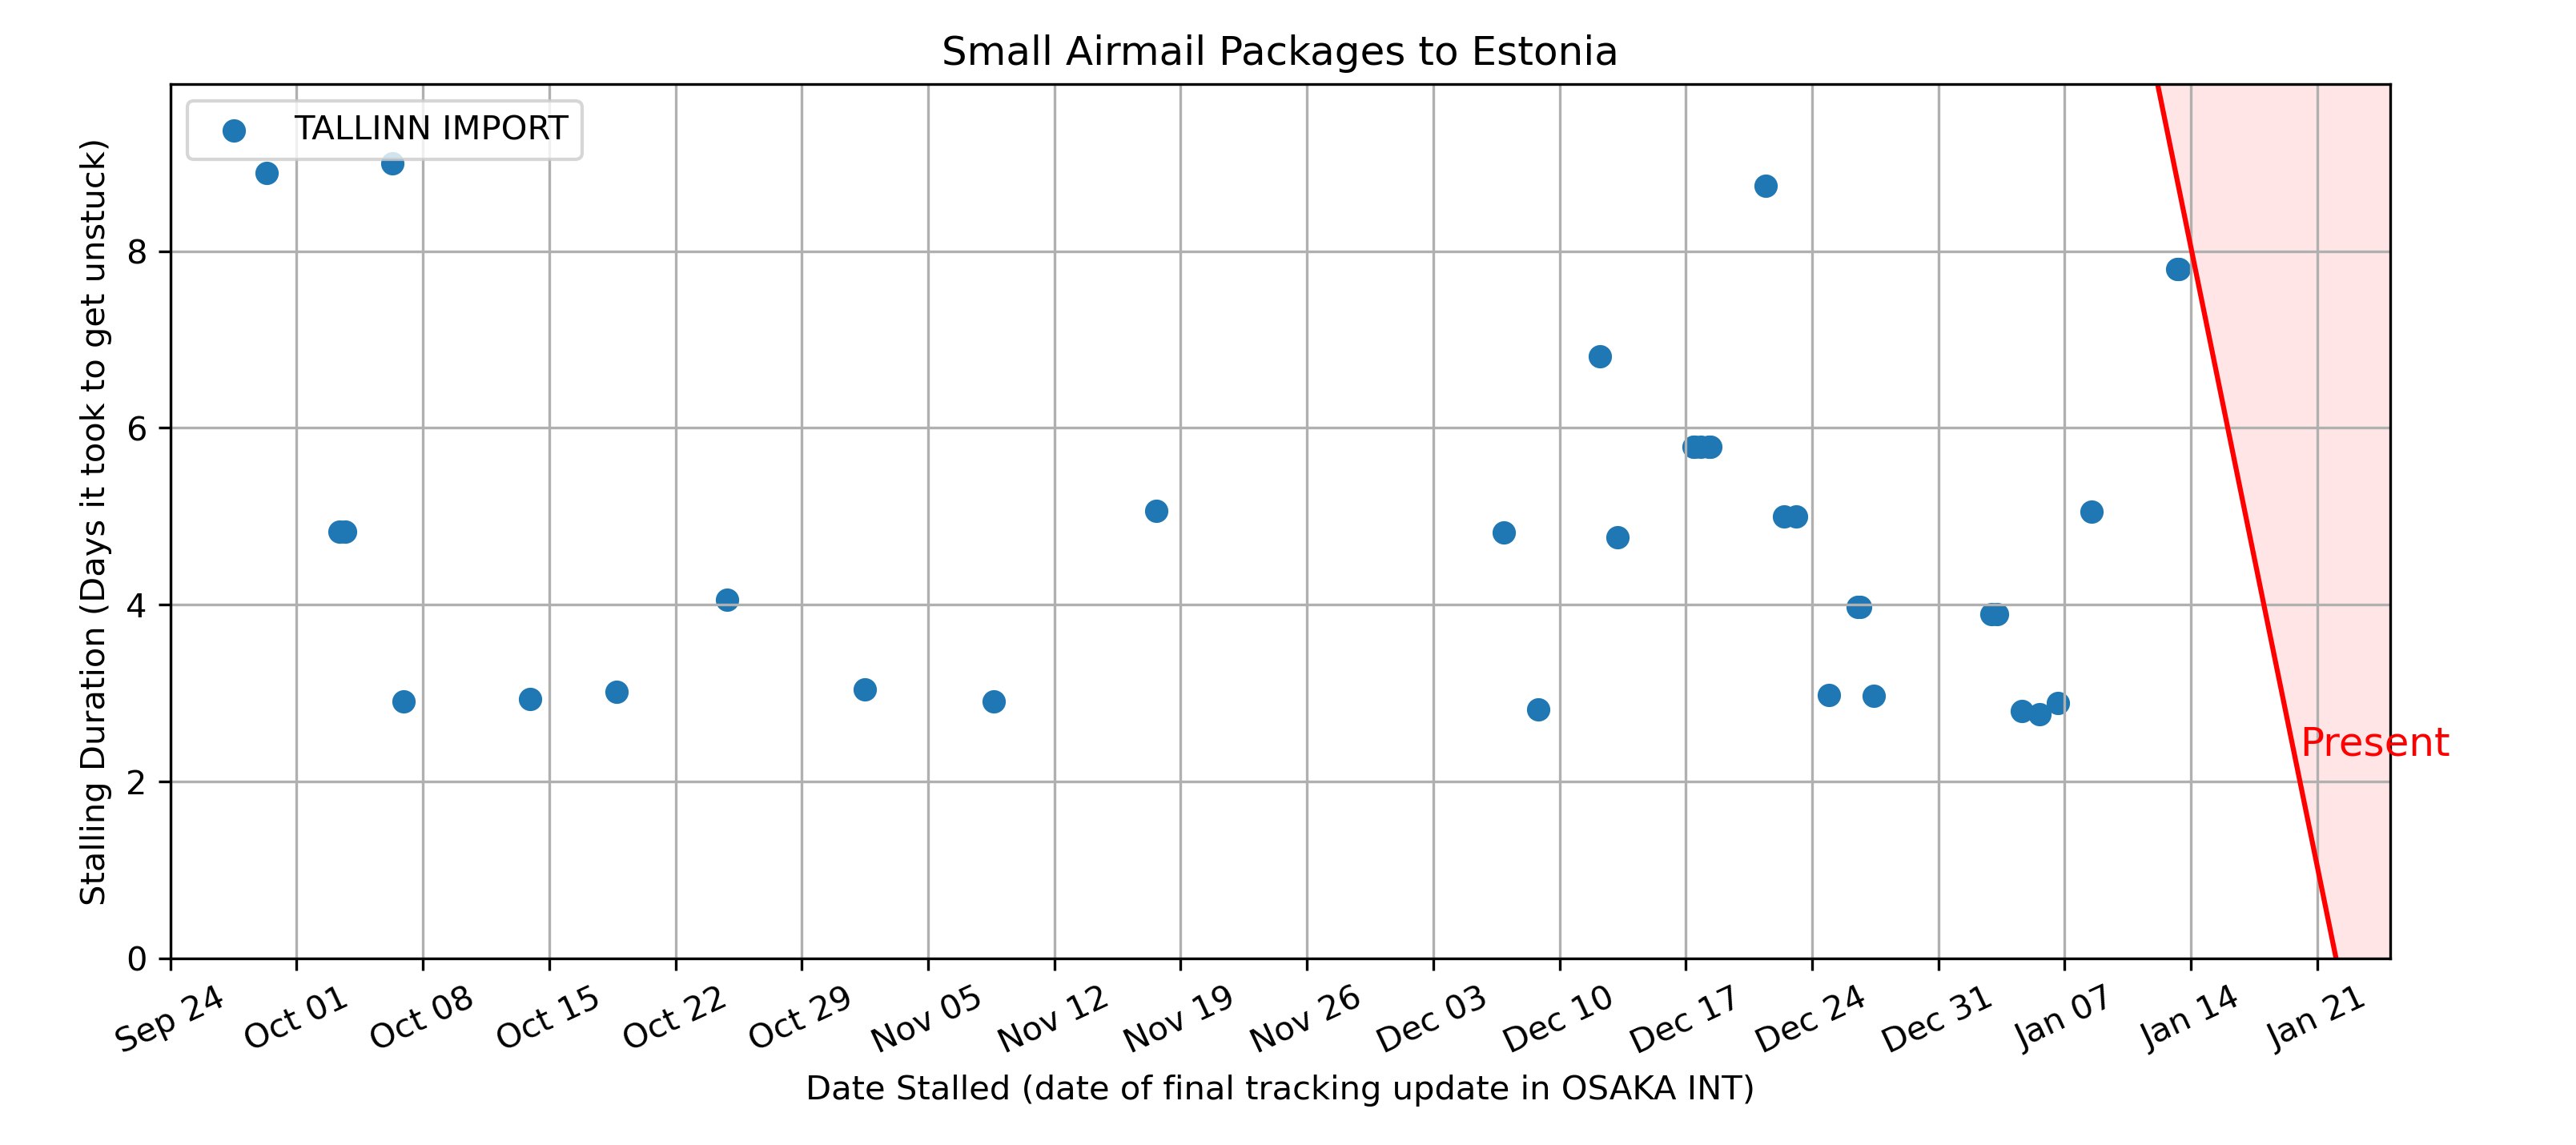 Small Airmail Packages to Estonia
TALLINN IMPORT
Stalling Duration (Days it took to get unstuck)
8
6
4
2
0
Present
Sep 24
Oct 01
Oct 08
Oct 15
Oct 22
Oct 29
Nov 05
Nov 12
Nov 19
Nov 26
Dec 03
Dec 10
Dec 17
Dec 24
Dec 31
Jan 07
Jan 14
Jan 21
Date Stalled (date of final tracking update in OSAKA INT)